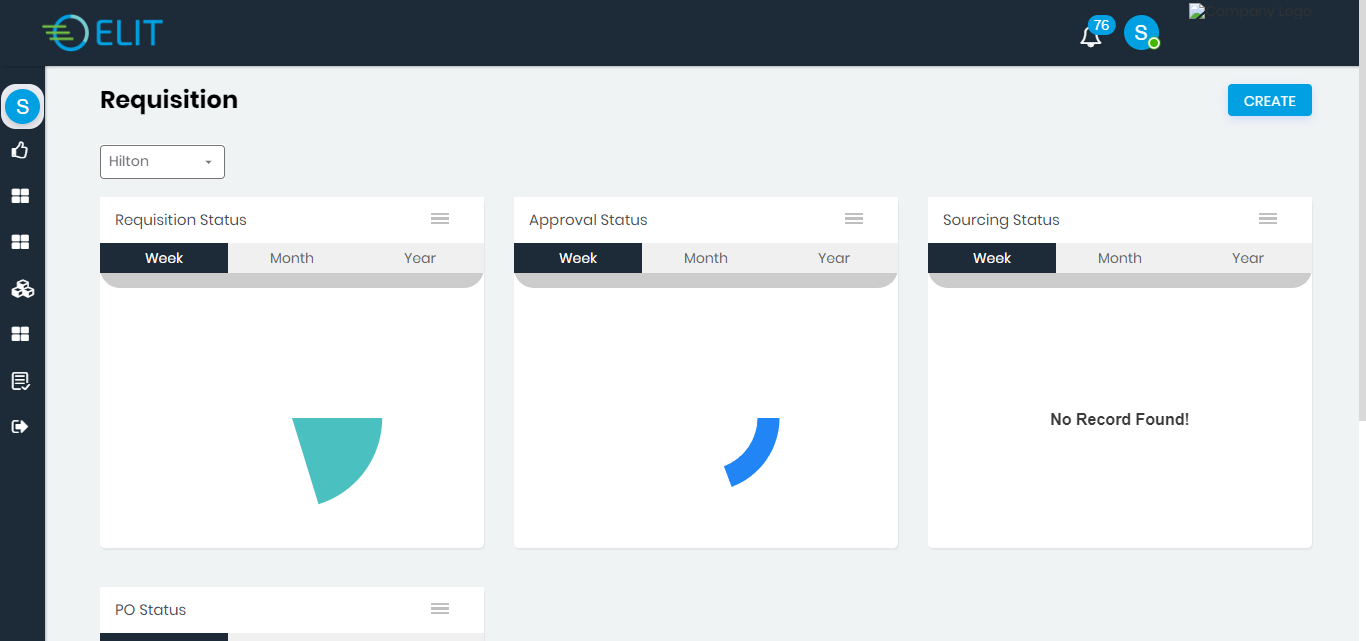 ELIT
76
S
Company Logo
S
Requisition
CREATE
Hilton
Requisition Status
Week Month Year
Approval Status
Week Month Year
Sourcing Status
Week Month Year
No Record Found!
PO Status